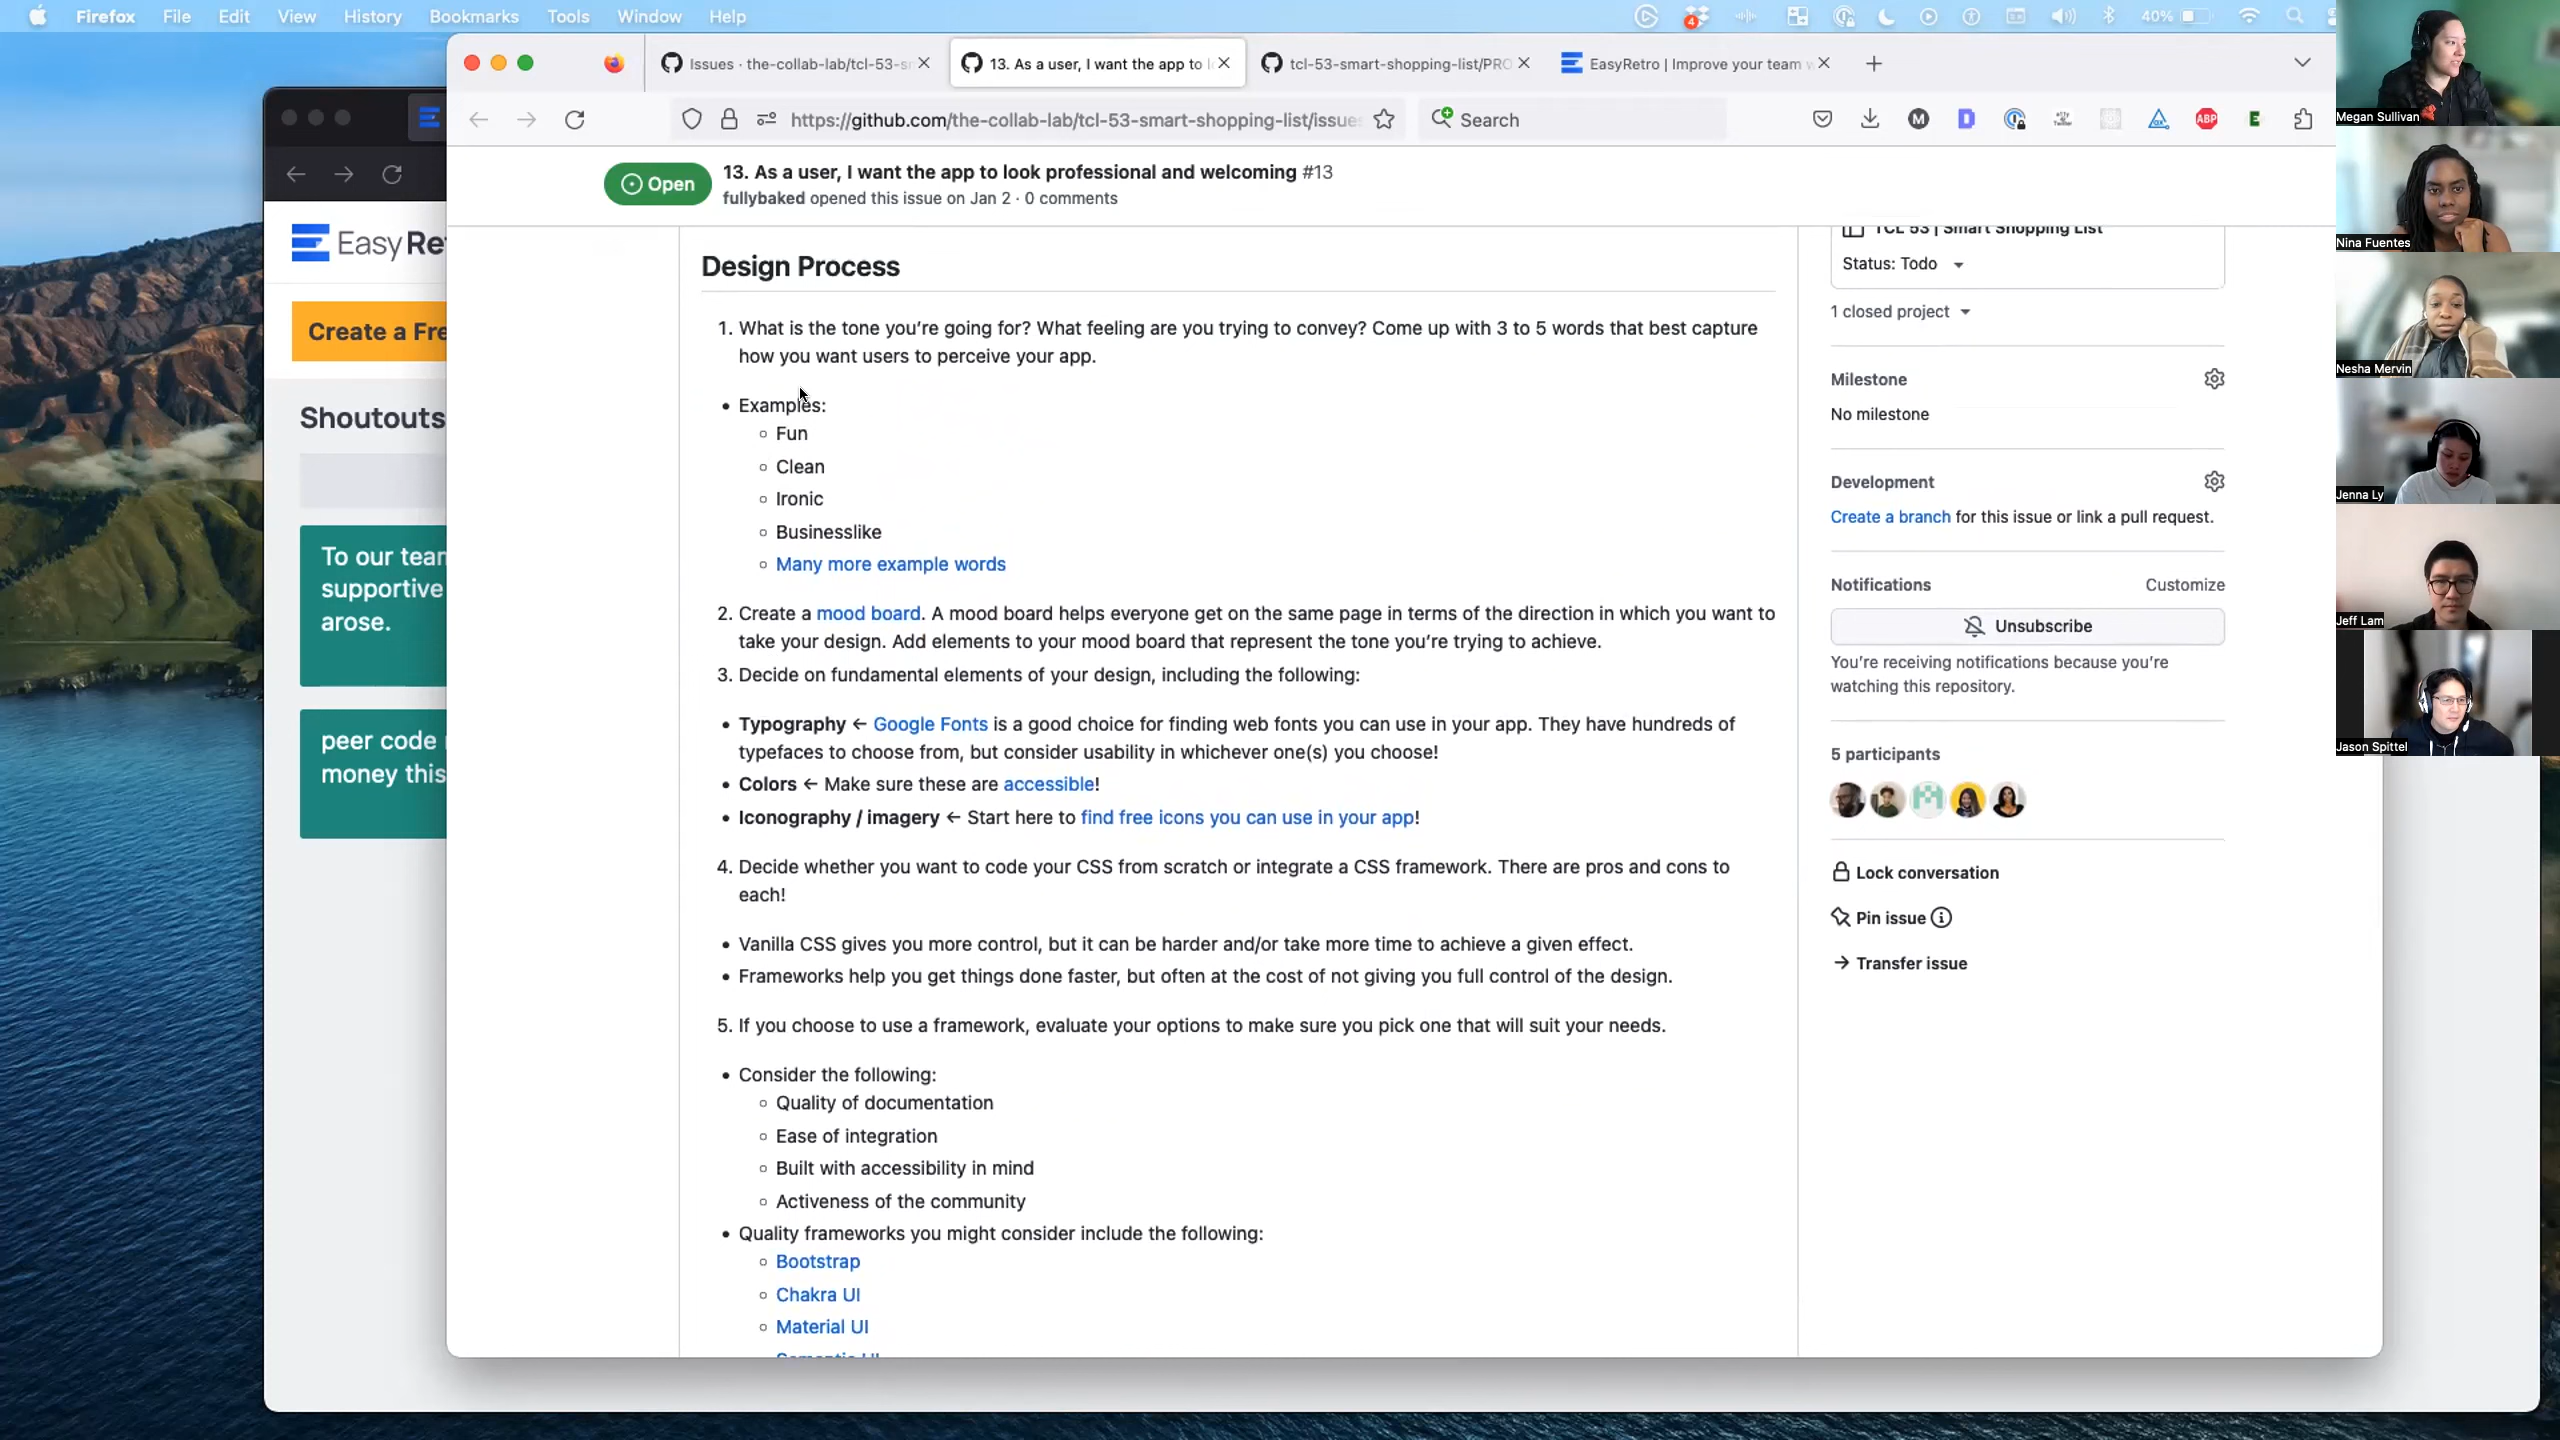 Firefox File Edit View History Bookmarks Tools Window Help
4
40%
Issues · the-collab-lab/tcl-53-s
13. As a user, I want the app to l
tcl-53-smart-shopping-list/PRO
EasyRetro | Improve your team w
https://github.com/the-collab-lab/tcl-53-smart-shopping-list/issues
Search
ABP
Open
13. As a user, I want the app to look professional and welcoming #13
fullybaked opened this issue on Jan 2 · 0 comments
EasyRe
Create a Fre
Shoutouts
To our team
supportive
arose.
peer code
money this
Design Process
1. What is the tone you’re going for? What feeling are you trying to convey? Come up with 3 to 5 words that best capture
how you want users to perceive your app.
• Examples:
Fun
Clean
Ironic
Businesslike
Many more example words
2. Create a mood board. A mood board helps everyone get on the same page in terms of the direction in which you want to
take your design. Add elements to your mood board that represent the tone you’re trying to achieve.
3. Decide on fundamental elements of your design, including the following:
• Typography ← Google Fonts is a good choice for finding web fonts you can use in your app. They have hundreds of
typefaces to choose from, but consider usability in whichever one(s) you choose!
• Colors ← Make sure these are accessible!
• Iconography / imagery ← Start here to find free icons you can use in your app!
4. Decide whether you want to code your CSS from scratch or integrate a CSS framework. There are pros and cons to
each!
• Vanilla CSS gives you more control, but it can be harder and/or take more time to achieve a given effect.
• Frameworks help you get things done faster, but often at the cost of not giving you full control of the design.
5. If you choose to use a framework, evaluate your options to make sure you pick one that will suit your needs.
• Consider the following:
Quality of documentation
Ease of integration
Built with accessibility in mind
Activeness of the community
• Quality frameworks you might consider include the following:
Bootstrap
Chakra UI
Material UI
Semantic UI
TCL 53 | Smart Shopping List
Status: Todo
1 closed project
Milestone
No milestone
Development
Create a branch for this issue or link a pull request.
Notifications Customize
Unsubscribe
You’re receiving notifications because you’re
watching this repository.
5 participants
Lock conversation
Pin issue
Transfer issue
Megan Sullivan
Nina Fuentes
Nesha Mervin
Jenna Ly
Jeff Lam
Jason Spittel